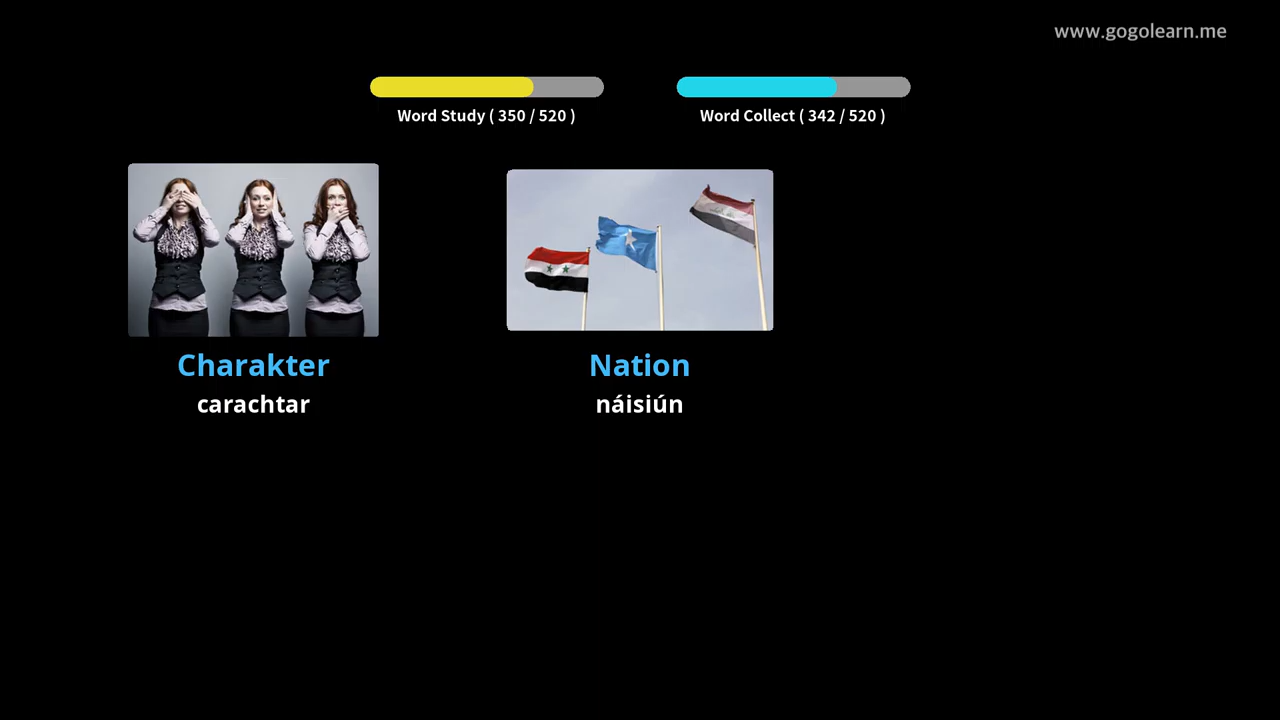 www.gogolearn.me
Word Study ( 350 / 520 )
Word Collect ( 342 / 520 )
Charakter
carachtar
Nation
náisiún